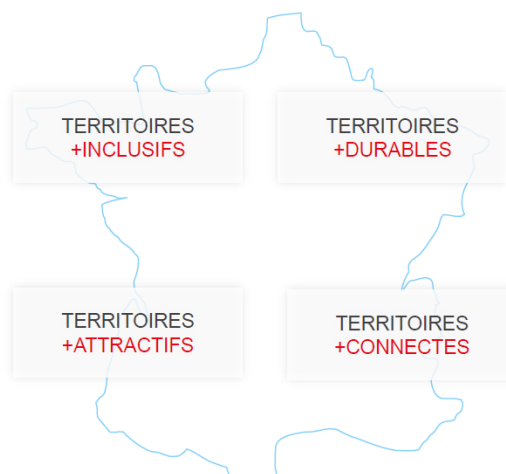 TERRITOIRES
+INCLUSIFS
TERRITOIRES
+DURABLES
TERRITOIRES
+ATTRACTIFS
TERRITOIRES
+CONNECTES